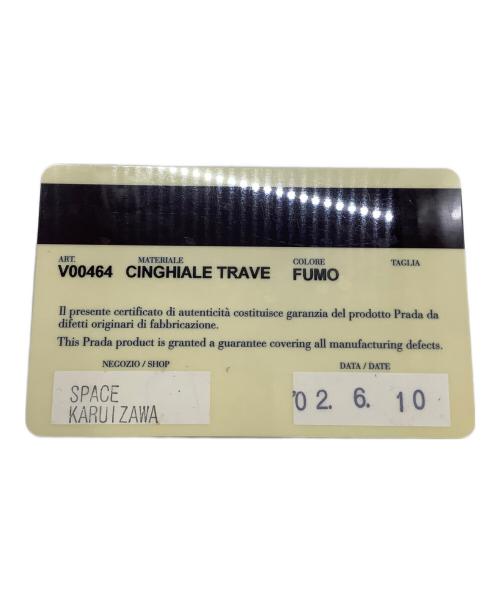 ART. MATERIALE COLORE TAGLIA
V00464 CINGHIALE TRAVE FUMO
Il presente certificato di autenticità costituisce garanzia del prodotto Prada da
difetti originari di fabbricazione.
This Prada product is granted a guarantee covering all manufacturing defects.
NEGOZIO / SHOP DATA / DATE
SPACE
KARUIZAWA
'02. 6. 10